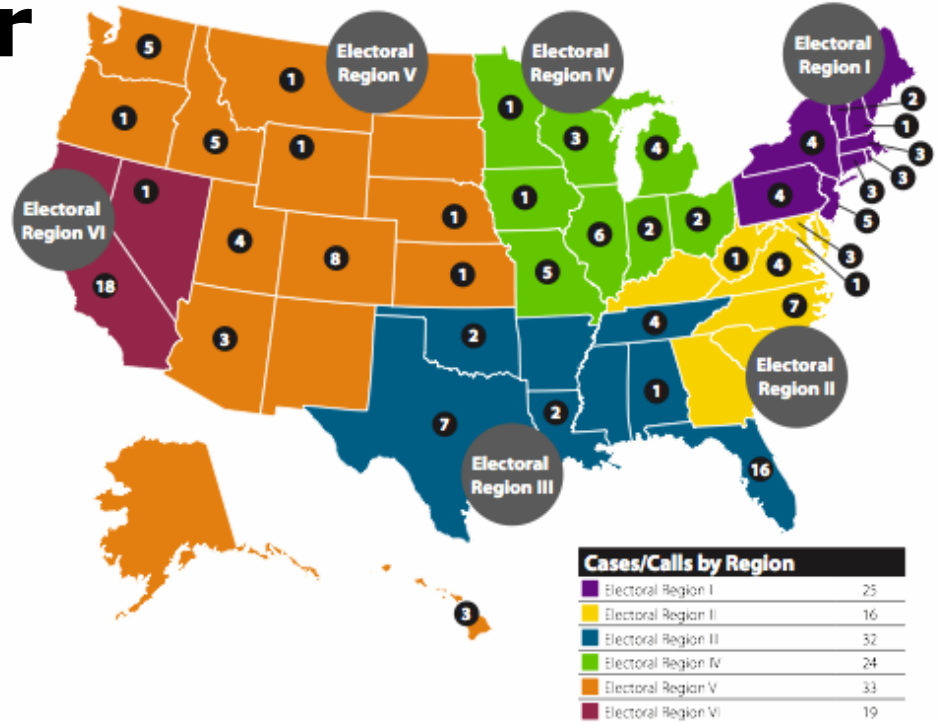 r
Electoral
Region V
Electoral
Region IV
Electoral
Region I
5
1
1
5
1
1
3
4
4
2
1
3
3
3
5
Electoral
Region VI
1
18
4
8
3
1
1
1
6
2
2
5
4
1
4
3
1
7
Electoral
Region II
2
4
7
2
1
16
Electoral
Region III
3
Cases/Calls by Region
Electoral Region I 25
Electoral Region II 16
Electoral Region III 32
Electoral Region IV 24
Electoral Region V 33
Electoral Region VI 19